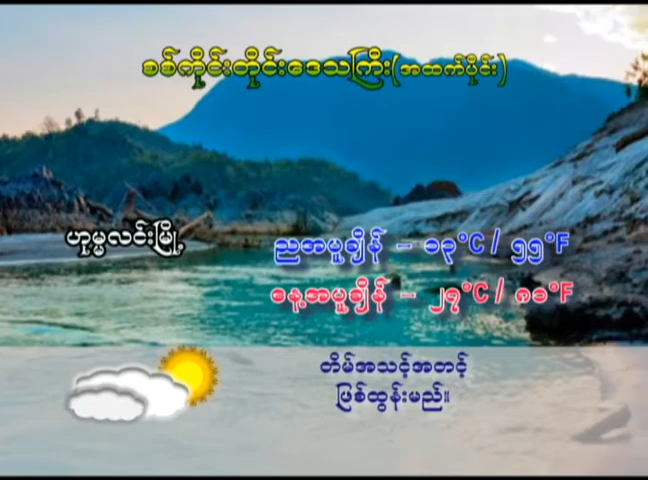 စစ်ကိုင်းတိုင်းဒေသကြီး(အထက်ပိုင်း)
ဟုမ္မလင်းမြို့
ညအပူချိန် – ၁၃°C / ၅၅°F
နေ့အပူချိန် – ၂၇°C / ၈၁°F
တိမ်အသင့်အတင့်
ဖြစ်ထွန်းမည်။